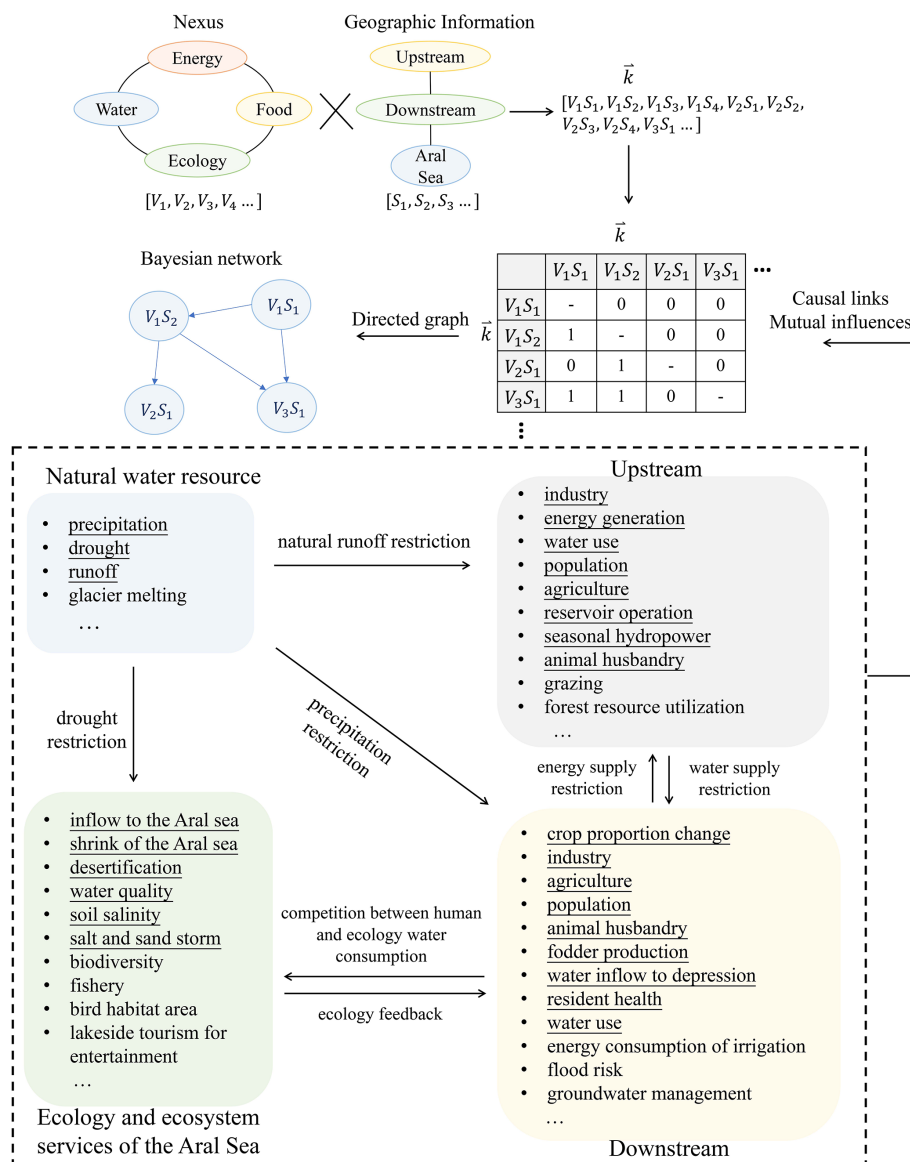 Nexus
Geographic Information
Energy
Water
Food
Ecology
[V₁, V₂, V₃, V₄ ...]
Upstream
Downstream
Aral
Sea
[S₁, S₂, S₃ ...]
k⃗
[V₁S₁, V₁S₂, V₁S₃, V₁S₄, V₂S₁, V₂S₂,
V₂S₃, V₂S₄, V₃S₁ ... ]
k⃗
V₁S₁ V₁S₂ V₂S₁ V₃S₁ •••
V₁S₁ - 0 0 0
V₁S₂ 1 - 0 0
V₂S₁ 0 1 - 0
V₃S₁ 1 1 0 -
⋮
k⃗
Causal links
Mutual influences
Directed graph
Bayesian network
V₁S₂
V₁S₁
V₂S₁
V₃S₁
Natural water resource
• precipitation
• drought
• runoff
• glacier melting
...
natural runoff restriction
Upstream
• industry
• energy generation
• water use
• population
• agriculture
• reservoir operation
• seasonal hydropower
• animal husbandry
• grazing
• forest resource utilization
...
drought
restriction
precipitation
restriction
energy supply
restriction
water supply
restriction
• inflow to the Aral sea
• shrink of the Aral sea
• desertification
• water quality
• soil salinity
• salt and sand storm
• biodiversity
• fishery
• bird habitat area
• lakeside tourism for
entertainment
...
Ecology and ecosystem
services of the Aral Sea
competition between human
and ecology water
consumption
ecology feedback
• crop proportion change
• industry
• agriculture
• population
• animal husbandry
• fodder production
• water inflow to depression
• resident health
• water use
• energy consumption of irrigation
• flood risk
• groundwater management
...
Downstream